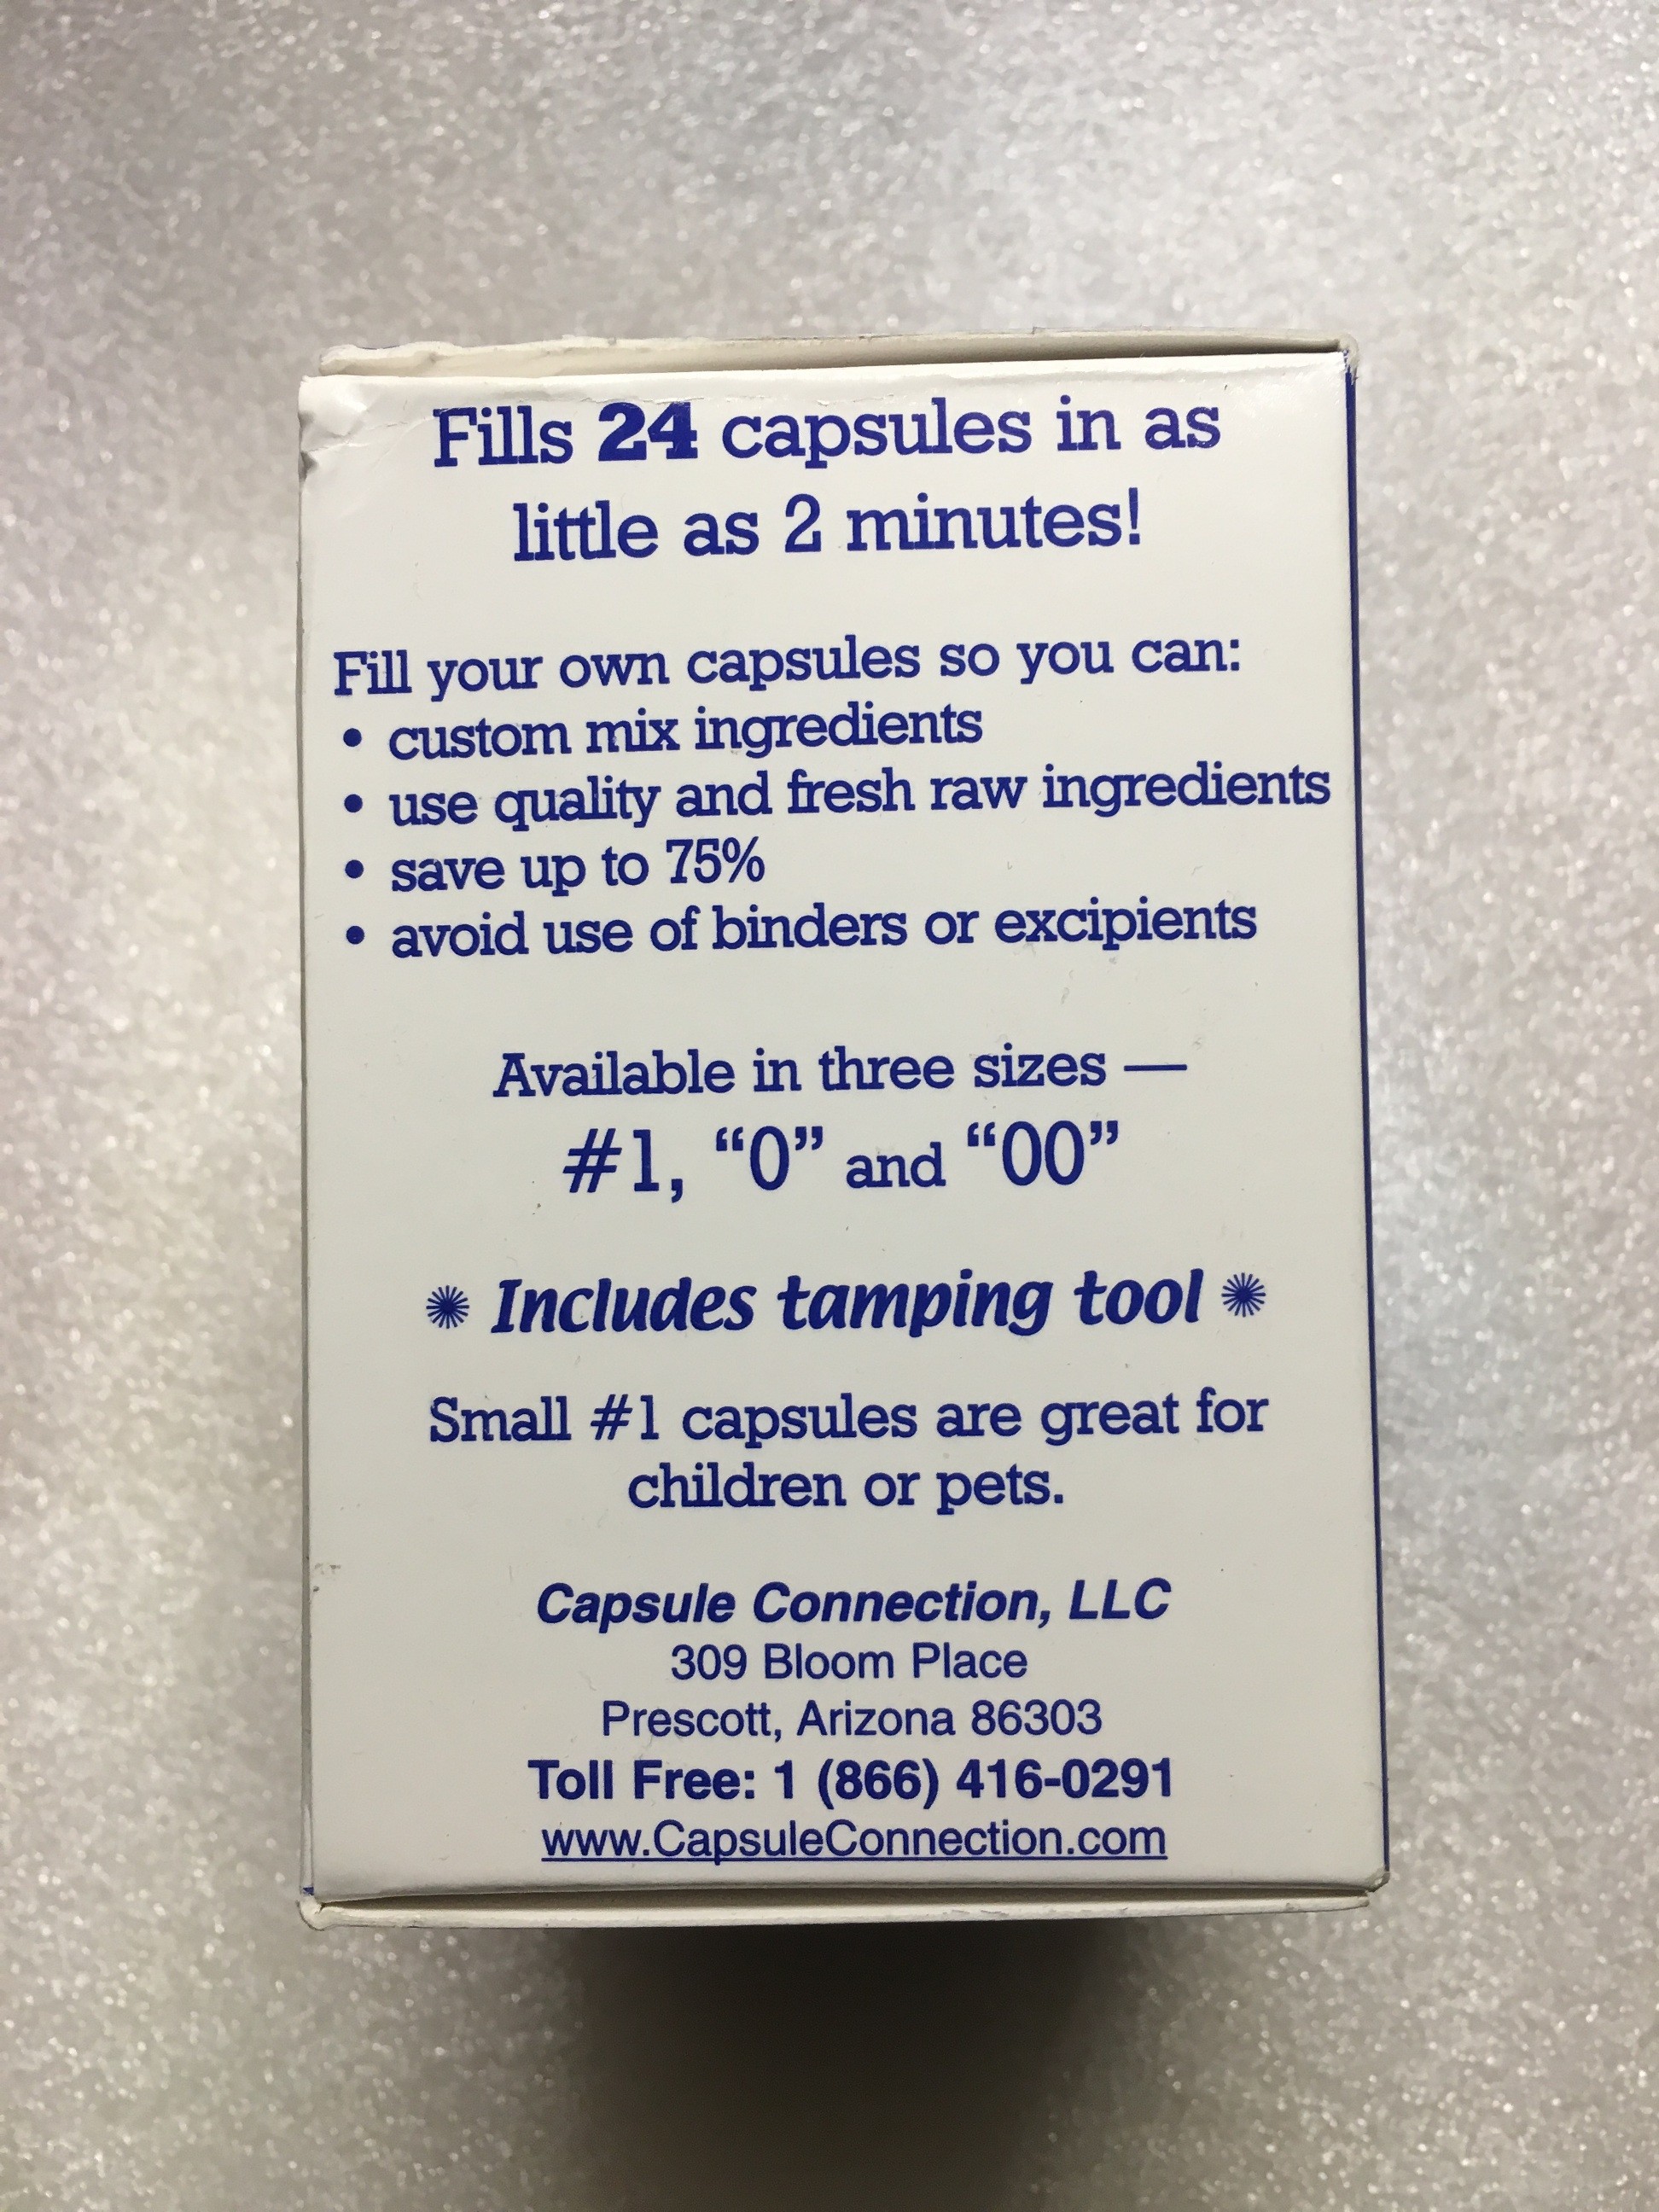 Fills 24 capsules in as
little as 2 minutes!
Fill your own capsules so you can:
• custom mix ingredients
• use quality and fresh raw ingredients
• save up to 75%
• avoid use of binders or excipients
Available in three sizes —
#1, “0” and “00”
Includes tamping tool
Small #1 capsules are great for
children or pets.
Capsule Connection, LLC
309 Bloom Place
Prescott, Arizona 86303
Toll Free: 1 (866) 416-0291
www.CapsuleConnection.com